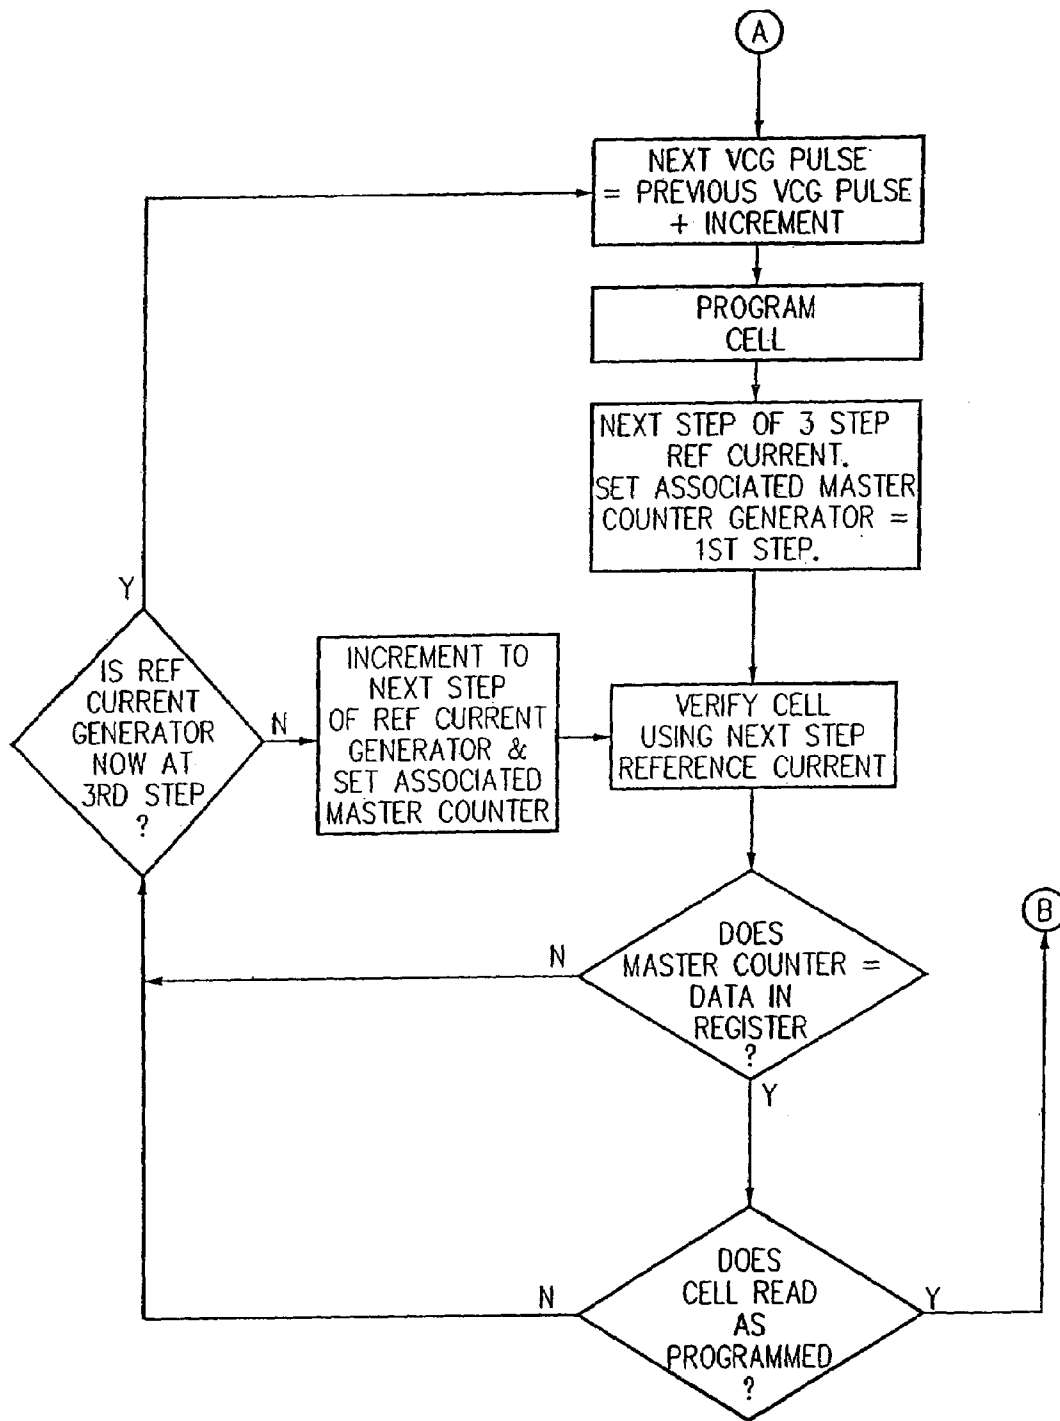 A
NEXT VCG PULSE
= PREVIOUS VCG PULSE
+ INCREMENT
PROGRAM
CELL
NEXT STEP OF 3 STEP
REF CURRENT.
SET ASSOCIATED MASTER
COUNTER GENERATOR =
1ST STEP.
Y
IS REF
CURRENT
GENERATOR
NOW AT
3RD STEP
?
N
INCREMENT TO
NEXT STEP
OF REF CURRENT
GENERATOR &
SET ASSOCIATED
MASTER COUNTER
VERIFY CELL
USING NEXT STEP
REFERENCE CURRENT
B
N
DOES
MASTER COUNTER =
DATA IN
REGISTER
?
Y
N
DOES
CELL READ
AS
PROGRAMMED
?
Y